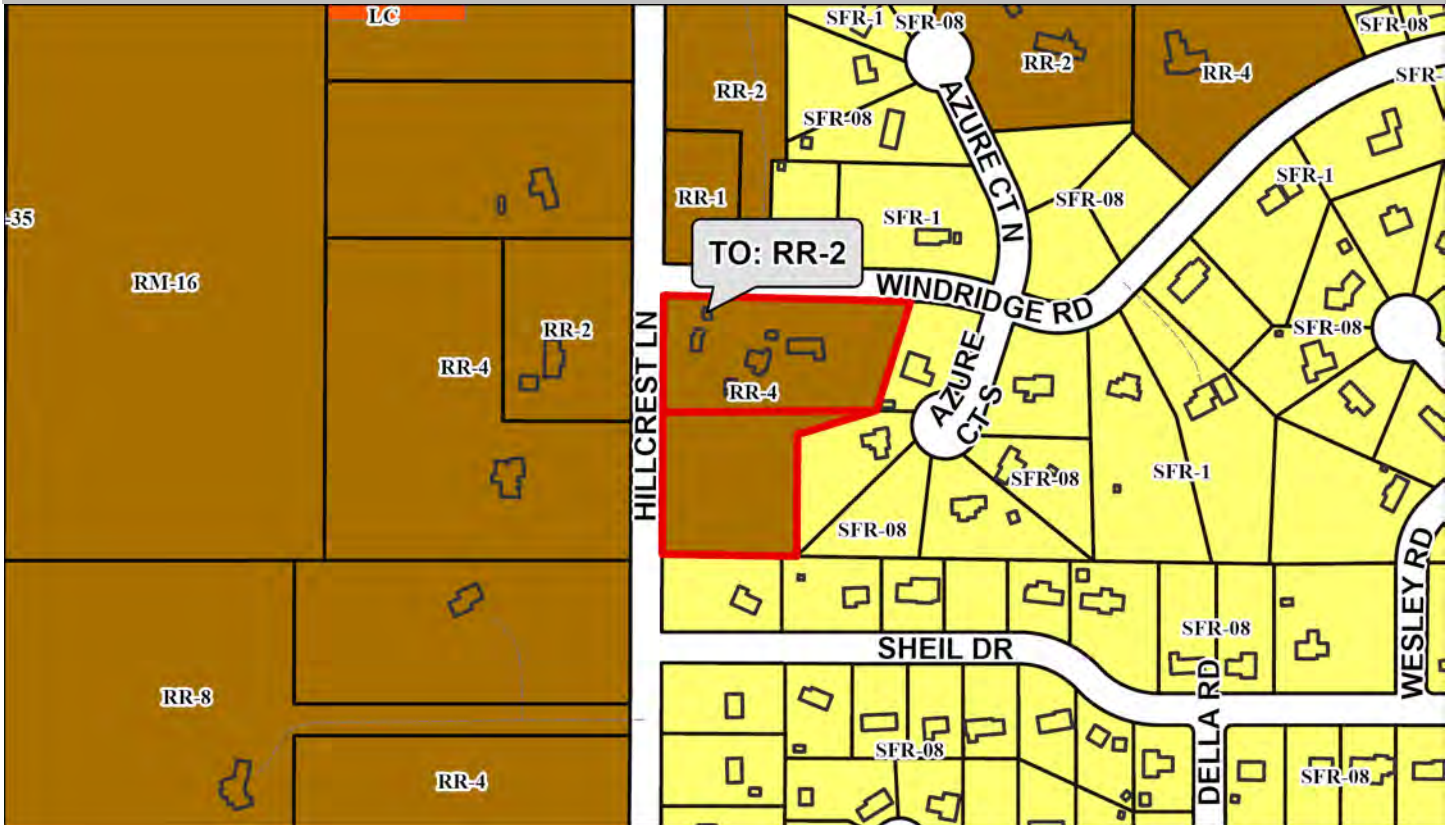 LC
SFR-1
SFR-08
SFR-08
RR-2
RR-4
SFR-
RR-2
SFR-08
AZURE CT N
RR-1
SFR-1
SFR-08
SFR-1
-35
RM-16
TO: RR-2
WINDRIDGE RD
RR-2
RR-4
HILLCREST LN
RR-4
AZURE
CT S
SFR-08
SFR-08
SFR-1
SFR-08
WESLEY RD
SHEIL DR
SFR-08
RR-8
DELLA RD
SFR-08
RR-4
SFR-08